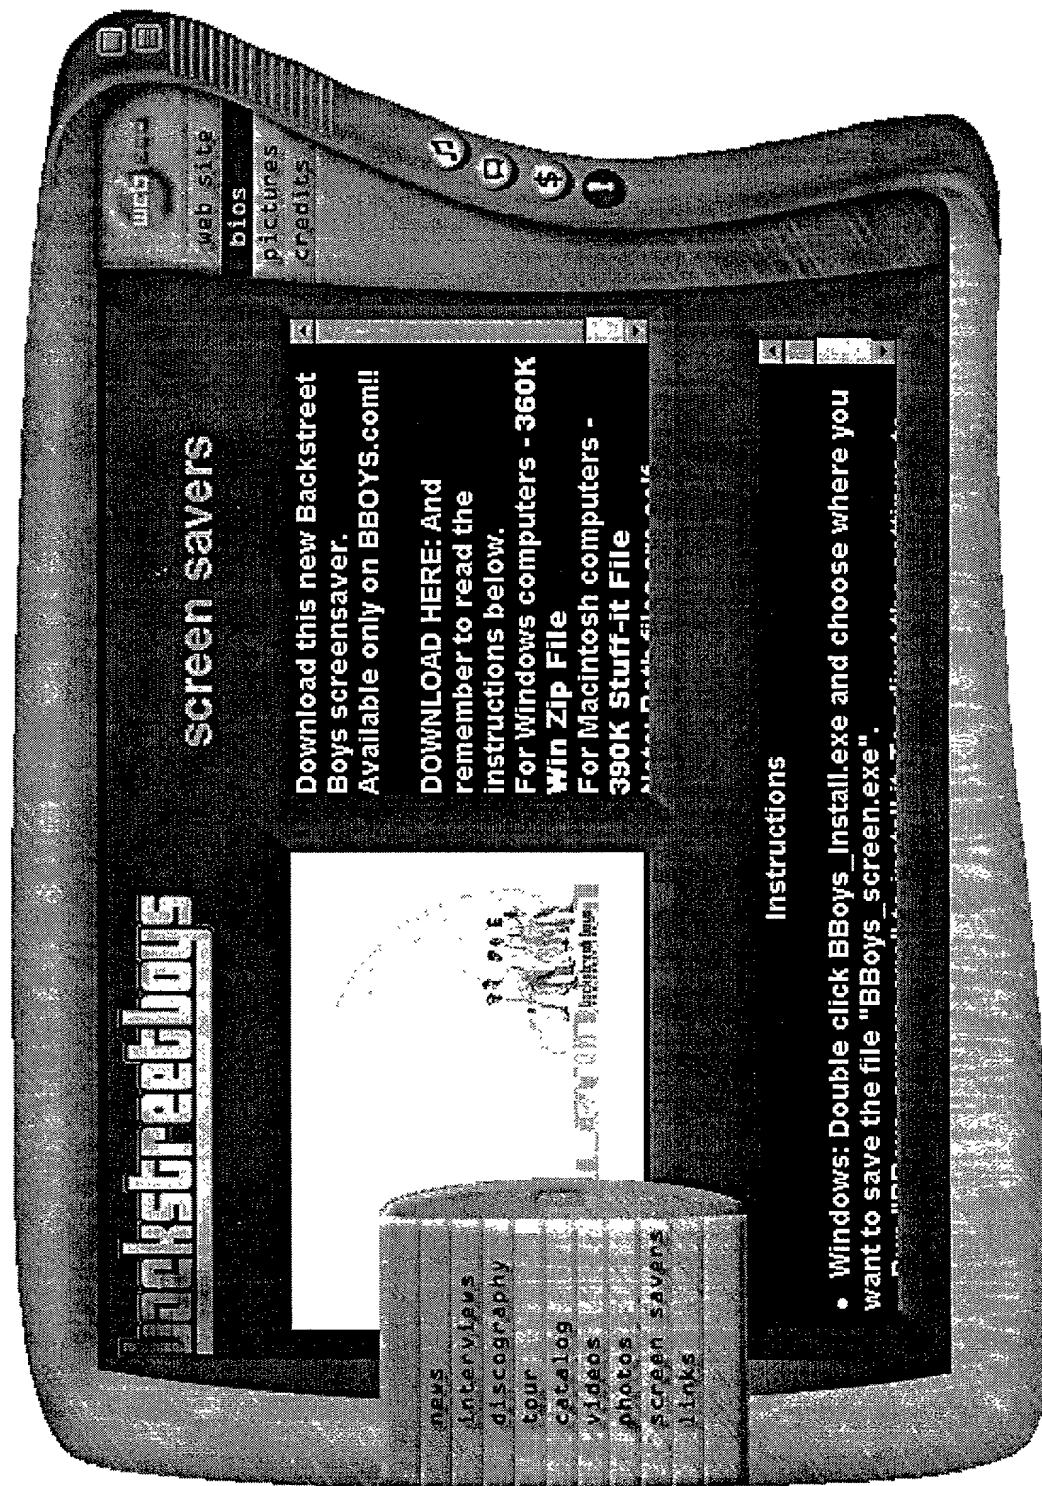 backstreetboys
screen savers
Download this new Backstreet
Boys screensaver.
Available only on BBOYS.com!!
DOWNLOAD HERE: And
remember to read the
instructions below.
For Windows computers - 360K
Win Zip File
For Macintosh computers -
390K Stuff-it File
Instructions
• Windows: Double click BBoys_Install.exe and choose where you
want to save the file "BBoys_screen.exe".
news
interviews
discography
tour
catalog
videos
photos
screen savers
links
web site
bios
pictures
credits
$